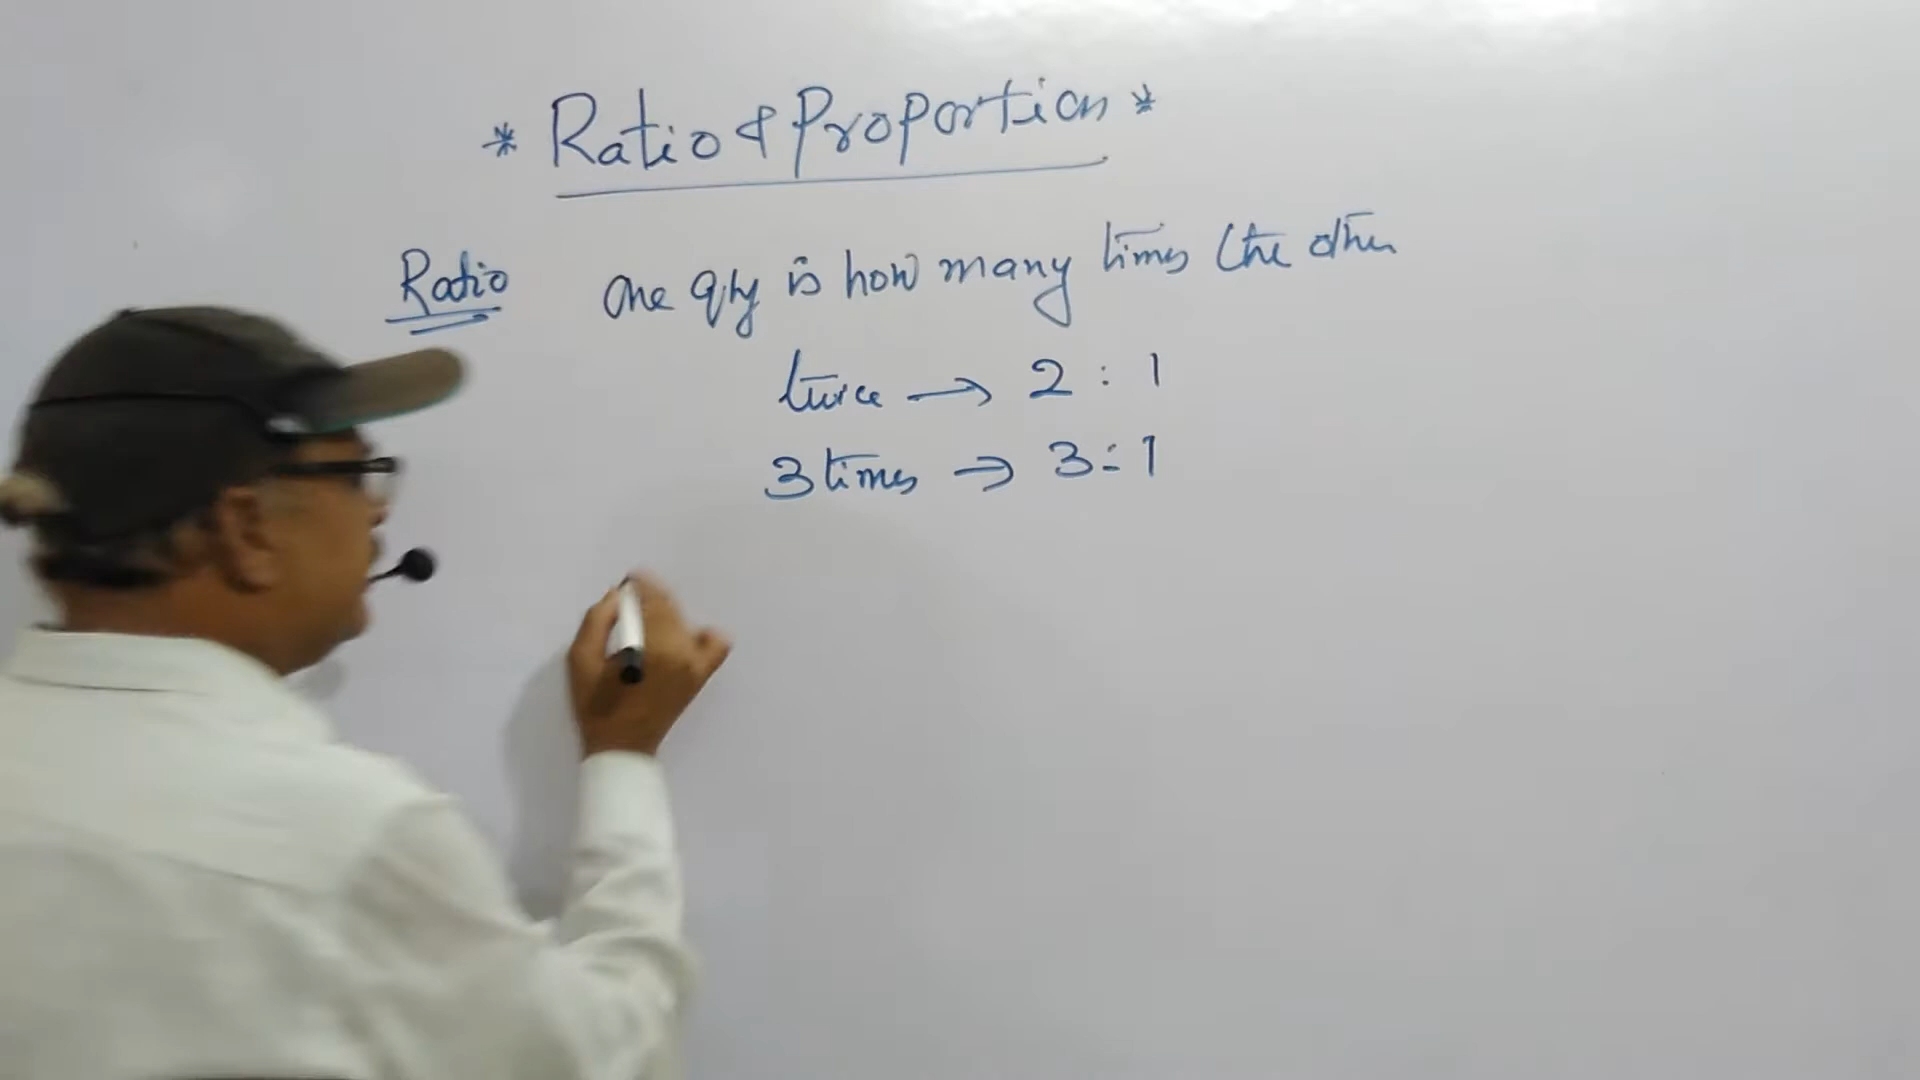 * Ratio & Proportion *
Ratio one qty is how many times the other
twice → 2 : 1
3 times → 3 : 1